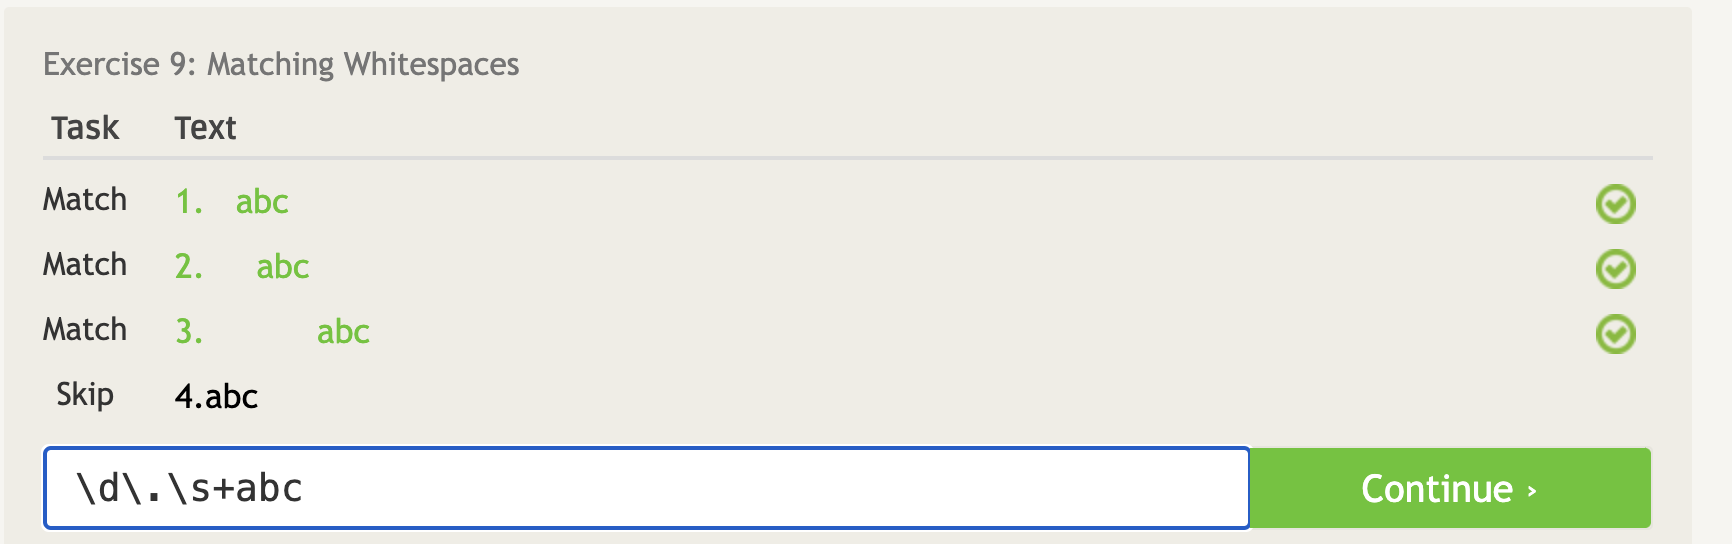 Exercise 9: Matching Whitespaces
Task Text
Match 1. abc
Match 2. abc
Match 3. abc
Skip 4.abc
\d\.\s+abc Continue ›